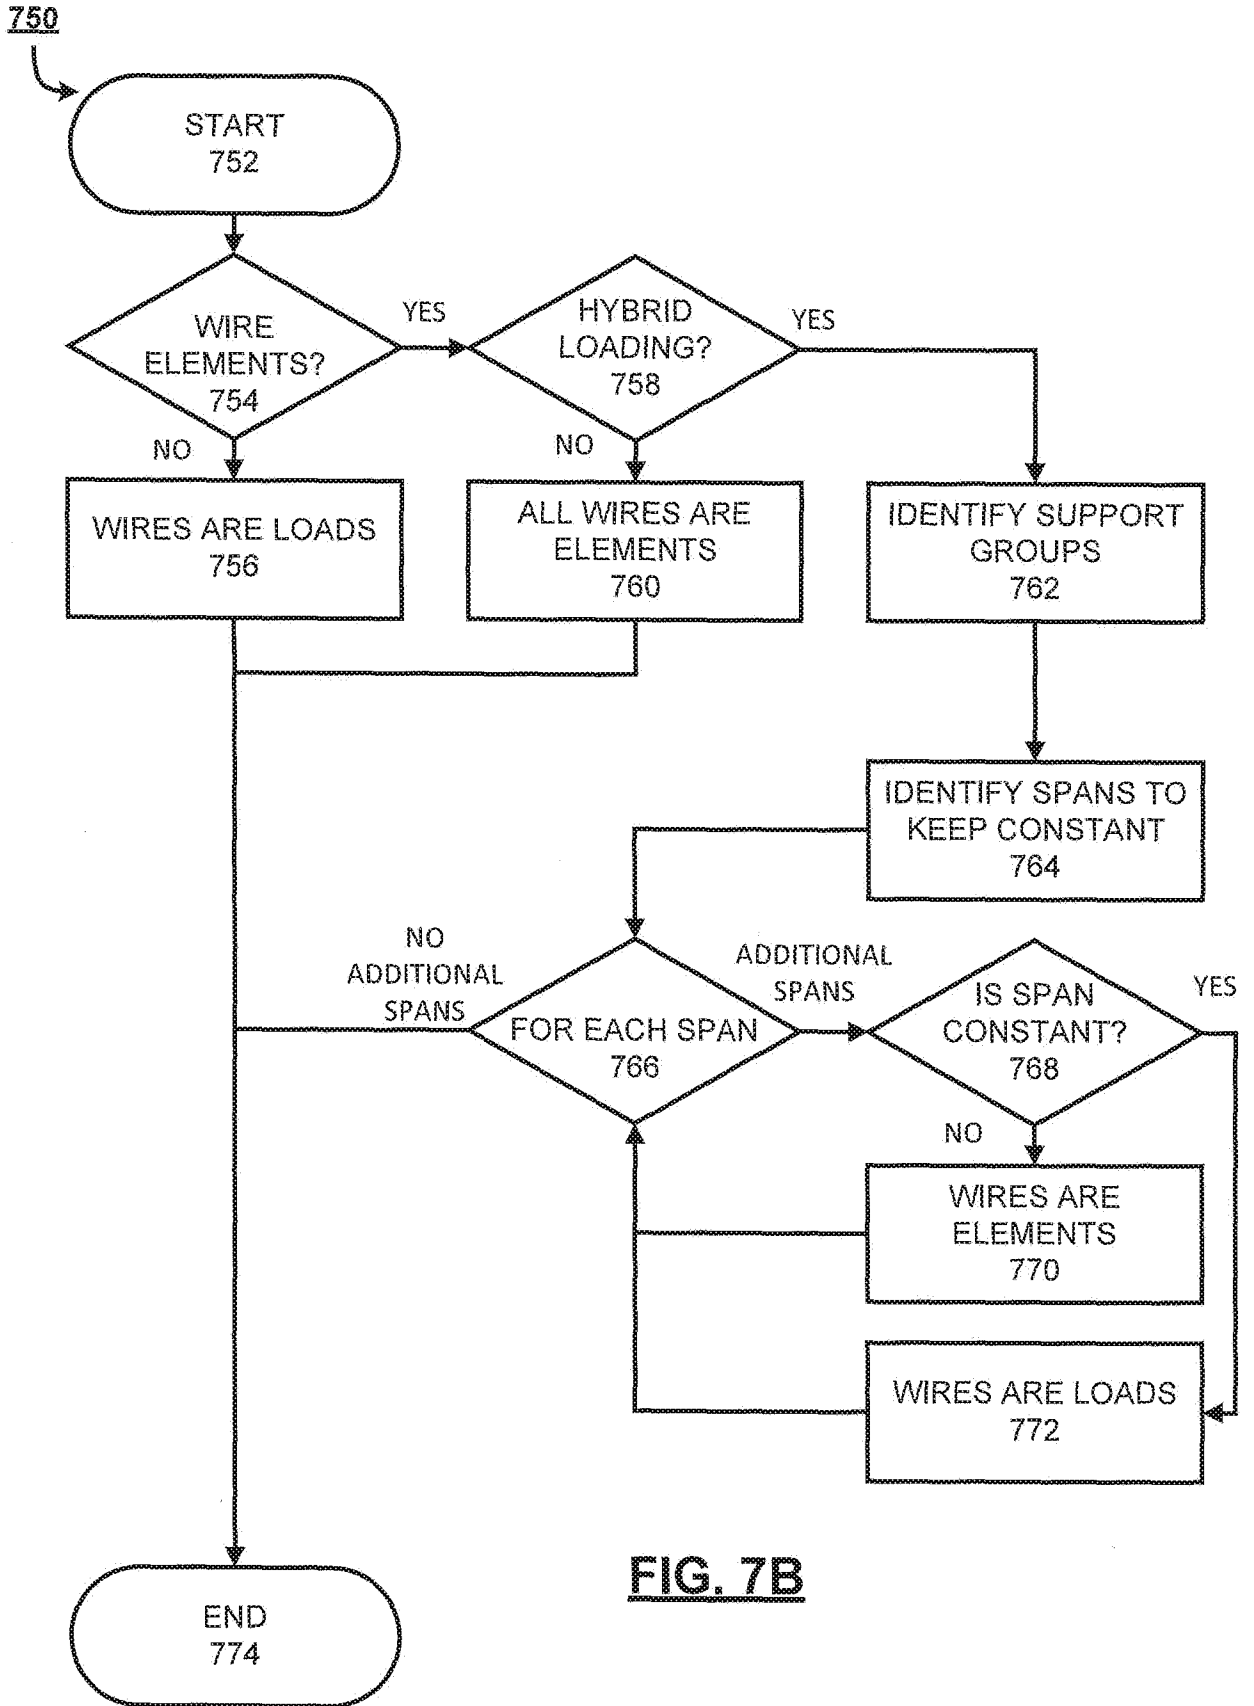 750
START
752
WIRE
ELEMENTS?
754
YES
HYBRID
LOADING?
758
YES
NO
NO
WIRES ARE LOADS
756
ALL WIRES ARE
ELEMENTS
760
IDENTIFY SUPPORT
GROUPS
762
IDENTIFY SPANS TO
KEEP CONSTANT
764
NO
ADDITIONAL
SPANS
FOR EACH SPAN
766
ADDITIONAL
SPANS
IS SPAN
CONSTANT?
768
YES
NO
WIRES ARE
ELEMENTS
770
WIRES ARE LOADS
772
END
774
FIG. 7B